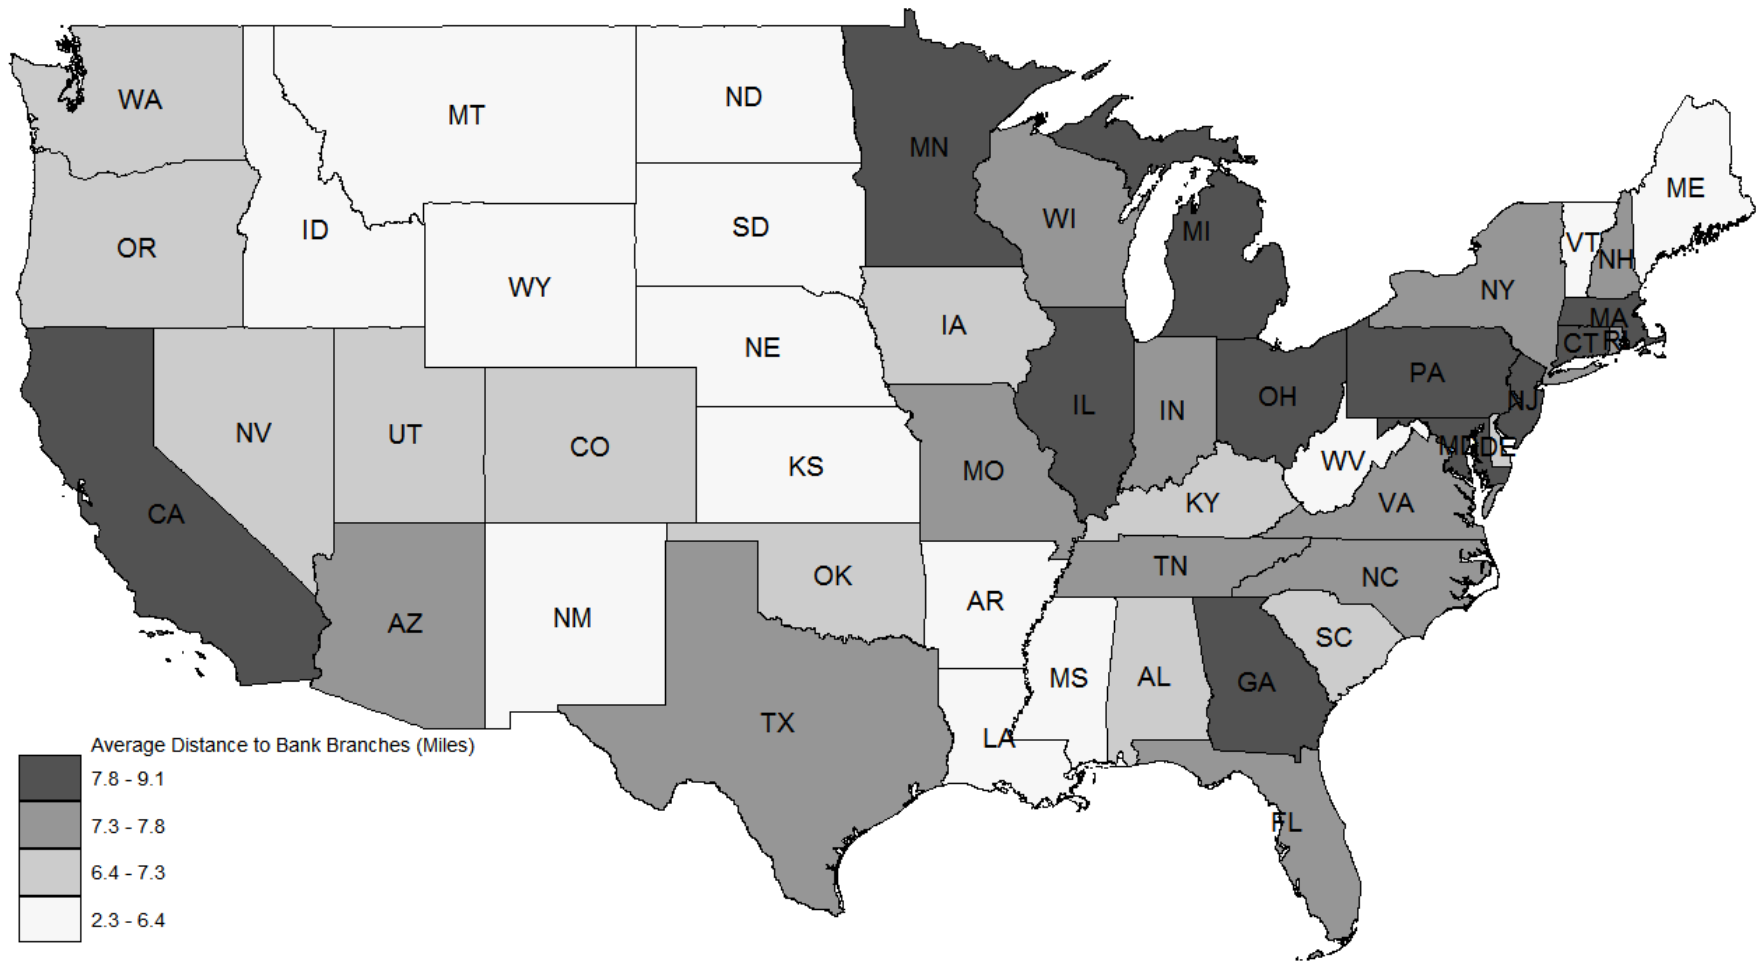 WA
MT
ND
MN
ME
OR
ID
SD
WI
MI
VT
NH
WY
NY
IA
MA
NE
CT
RI
PA
NV
UT
CO
IL
IN
OH
NJ
KS
MO
WV
MD
DE
CA
KY
VA
AZ
NM
OK
AR
TN
NC
SC
MS
AL
GA
TX
LA
FL
Average Distance to Bank Branches (Miles)
7.8 - 9.1
7.3 - 7.8
6.4 - 7.3
2.3 - 6.4